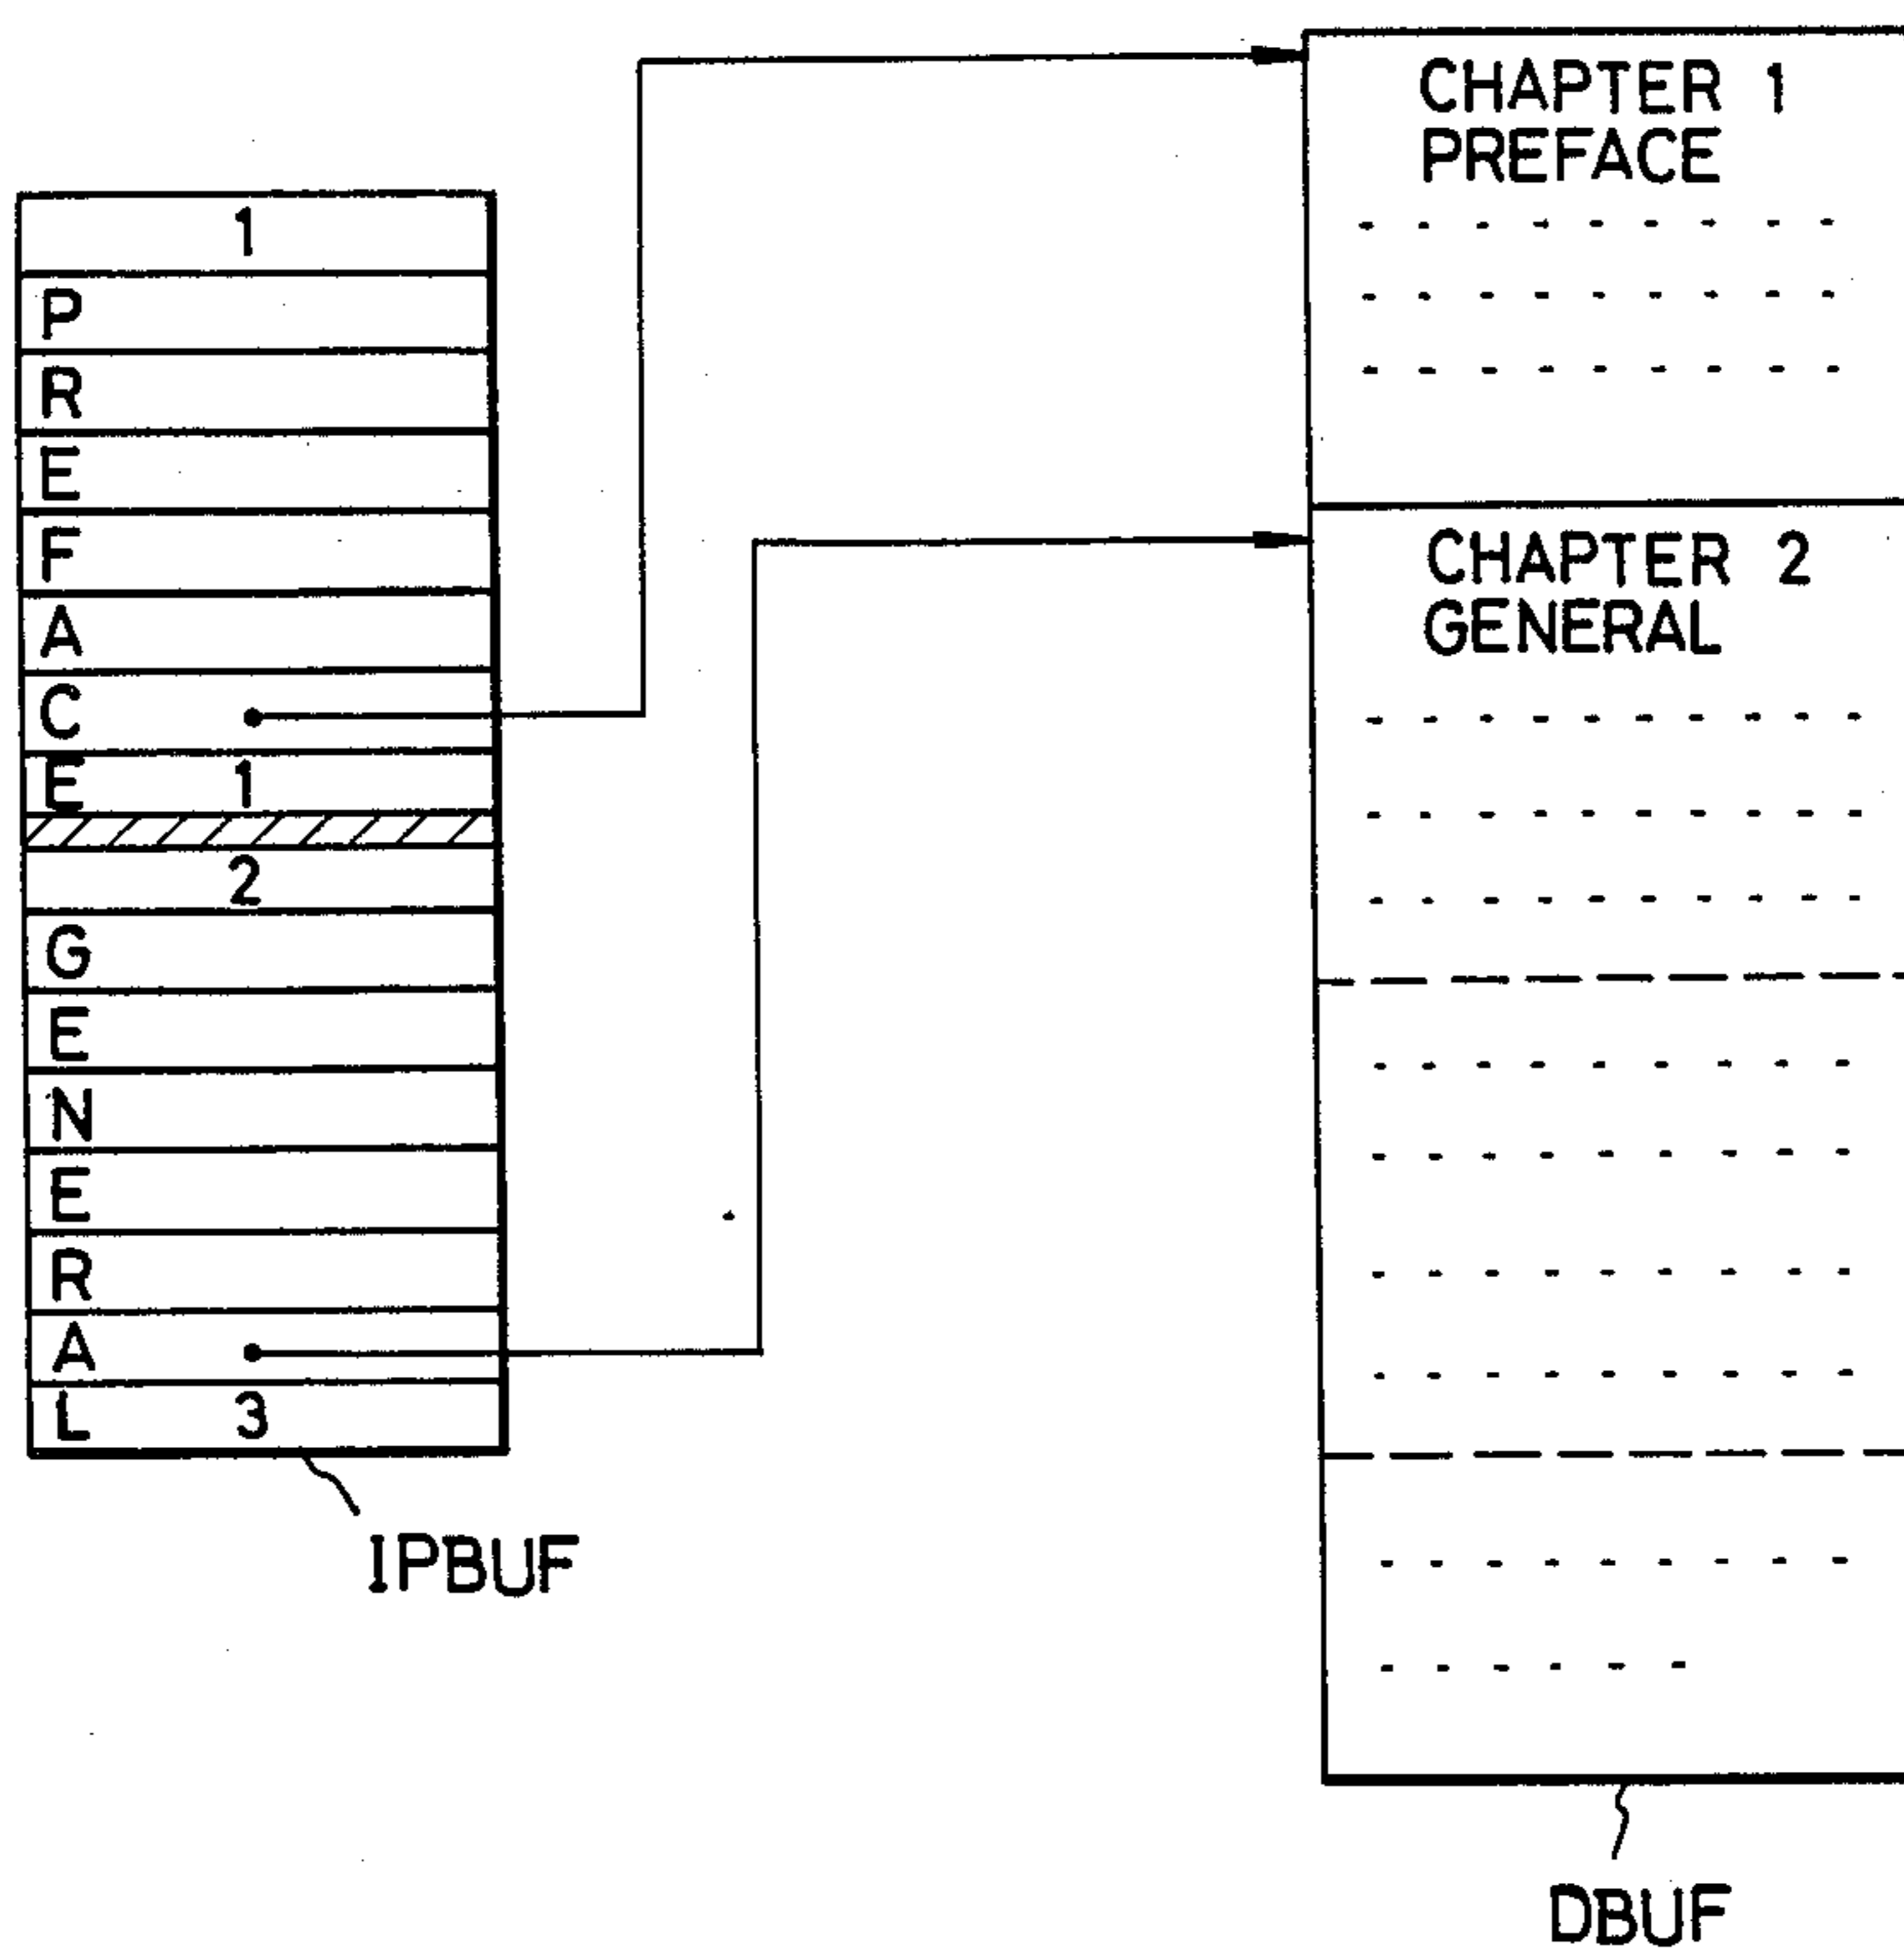 1
P
R
E
F
A
C
E 1
2
G
E
N
E
R
A
L 3
IPBUF
CHAPTER 1
PREFACE
CHAPTER 2
GENERAL
DBUF